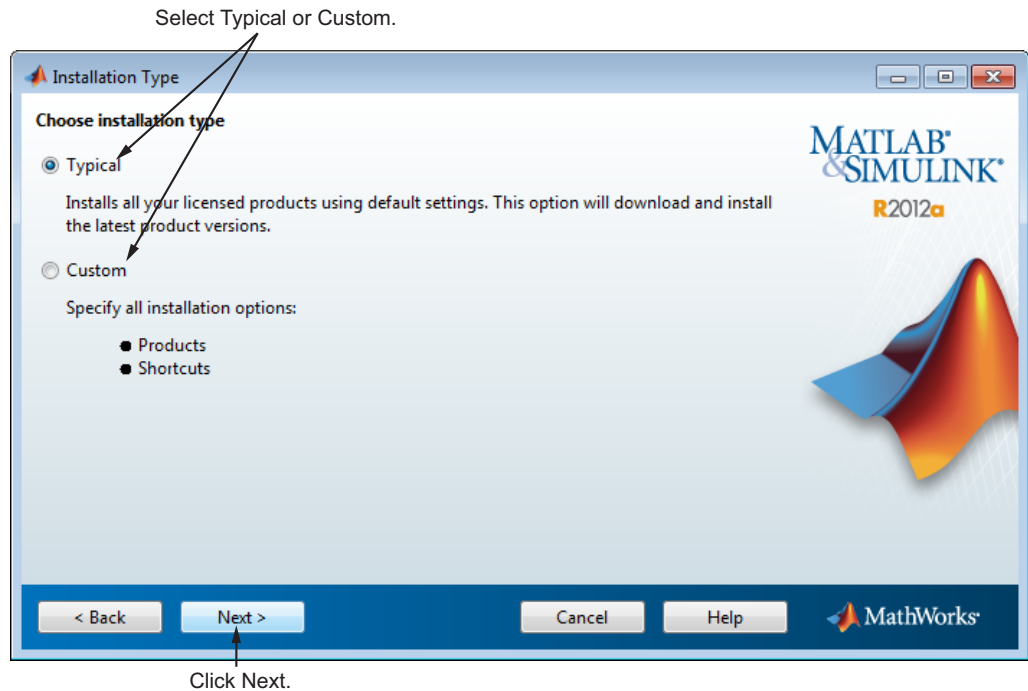 Select Typical or Custom.
Installation Type
Choose installation type
Typical
Installs all your licensed products using default settings. This option will download and install
the latest product versions.
Custom
Specify all installation options:
Products
Shortcuts
MATLAB®
&SIMULINK®
R2012a
< Back
Next >
Cancel
Help
MathWorks®
Click Next.